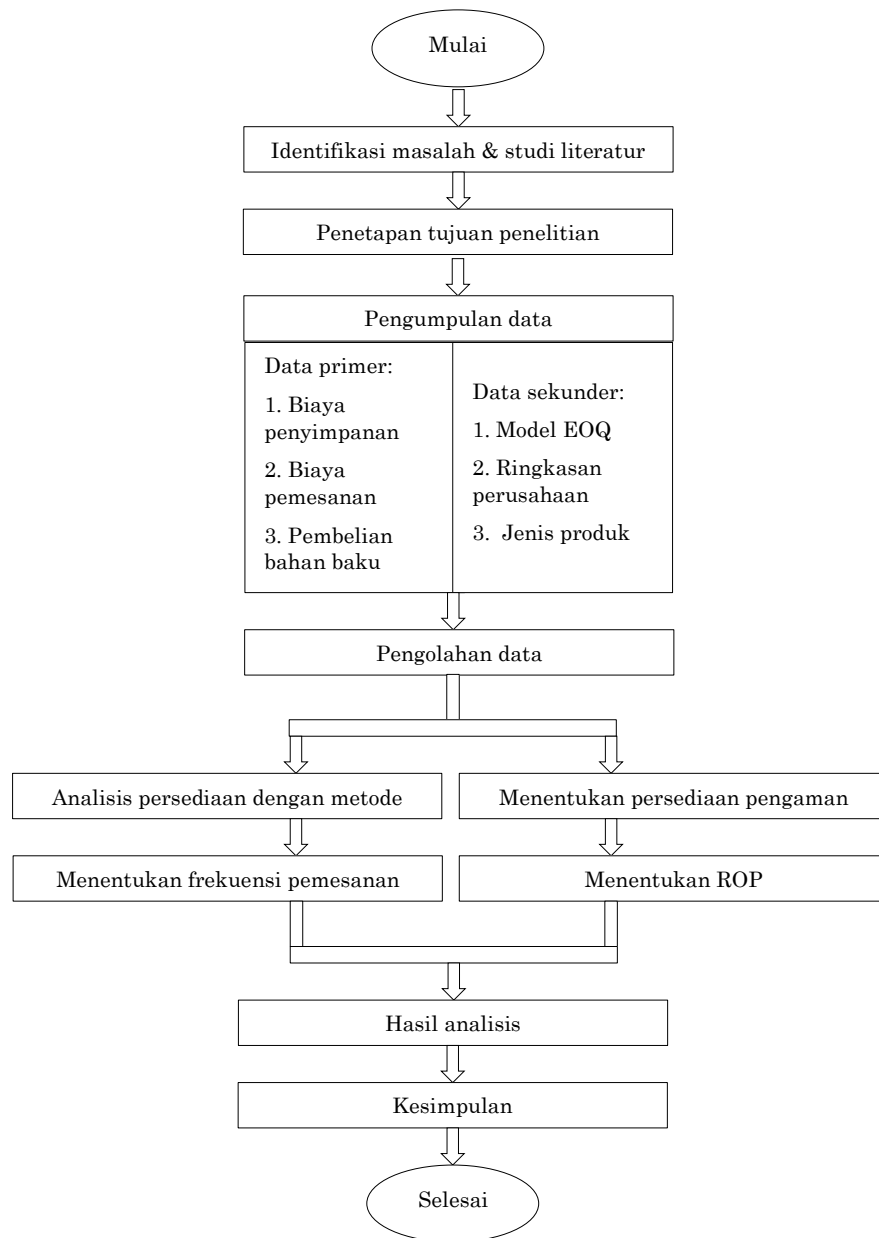 Mulai
Identifikasi masalah & studi literatur
Penetapan tujuan penelitian
Pengumpulan data
Data primer:
1. Biaya
penyimpanan
2. Biaya
pemesanan
3. Pembelian
bahan baku
Data sekunder:
1. Model EOQ
2. Ringkasan
perusahaan
3. Jenis produk
Pengolahan data
Analisis persediaan dengan metode
Menentukan persediaan pengaman
Menentukan frekuensi pemesanan
Menentukan ROP
Hasil analisis
Kesimpulan
Selesai